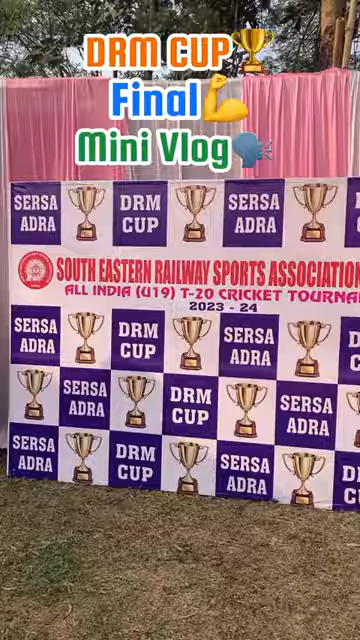 DRM CUP🏆
Final💪
Mini Vlog🗣️
SERSA ADRA DRM CUP SERSA ADRA
SOUTH EASTERN RAILWAY SPORTS ASSOCIATION
ALL INDIA (U19) T-20 CRICKET TOURNA
2023 - 24
SERSA ADRA DRM CUP SERSA ADRA D
SERSA ADRA DRM CUP SERSA ADRA
SERSA ADRA DRM CUP SERSA ADRA D